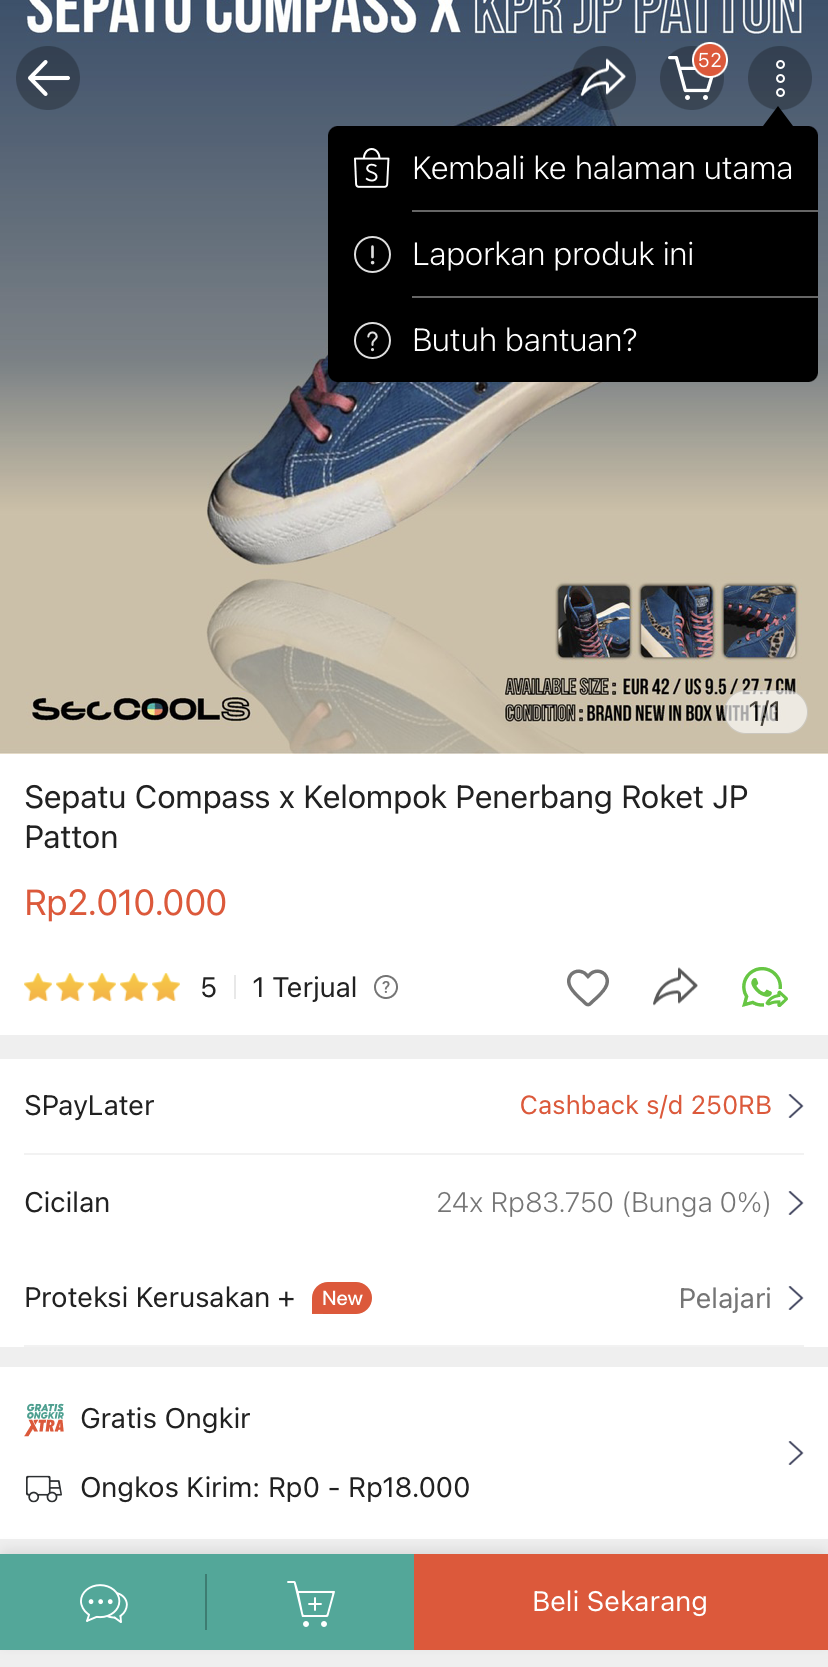 SEPATU COMPASS X KPR JP PATTON
52
Kembali ke halaman utama
Laporkan produk ini
Butuh bantuan?
SecCOOLS
AVAILABLE SIZE : EUR 42 / US 9.5 / 27.7 CM
CONDITION : BRAND NEW IN BOX WITH TAG
1/1
Sepatu Compass x Kelompok Penerbang Roket JP
Patton
Rp2.010.000
5 1 Terjual
SPayLater Cashback s/d 250RB
Cicilan 24x Rp83.750 (Bunga 0%)
Proteksi Kerusakan + New Pelajari
GRATIS
ONGKIR
XTRA
Gratis Ongkir
Ongkos Kirim: Rp0 - Rp18.000
Beli Sekarang